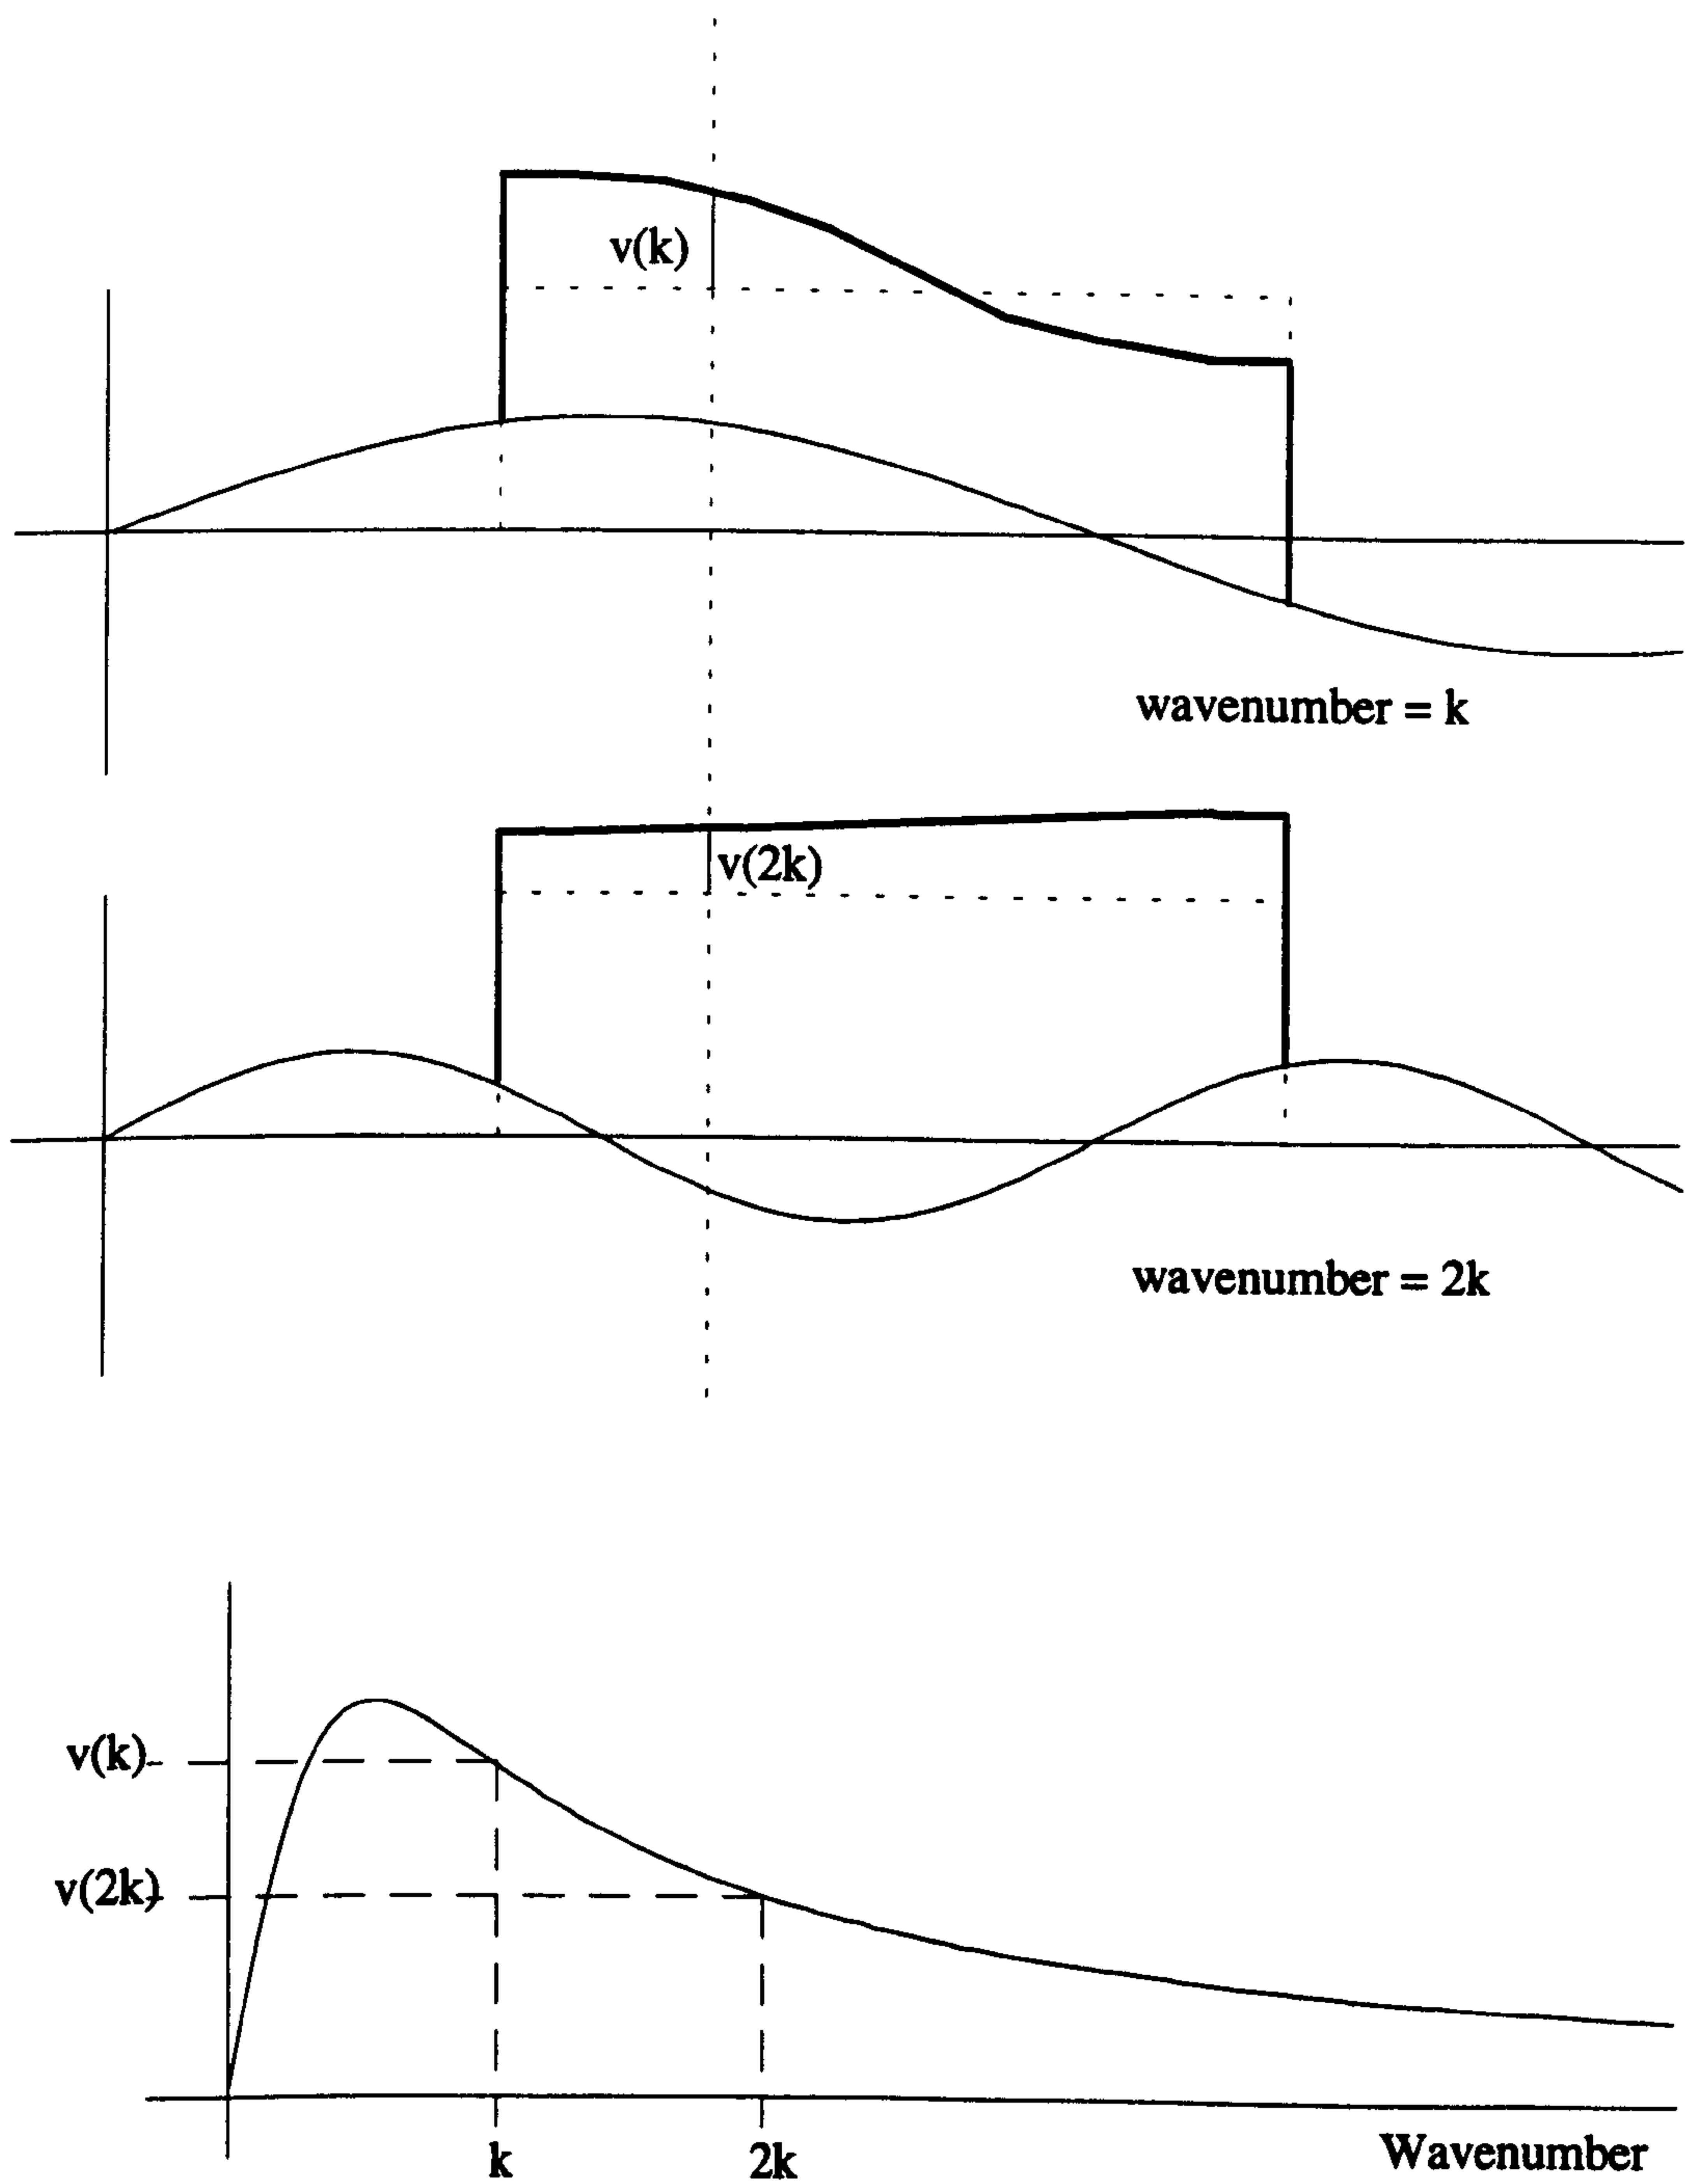 v(k)
wavenumber = k
v(2k)
wavenumber = 2k
v(k)
v(2k)
k
2k
Wavenumber